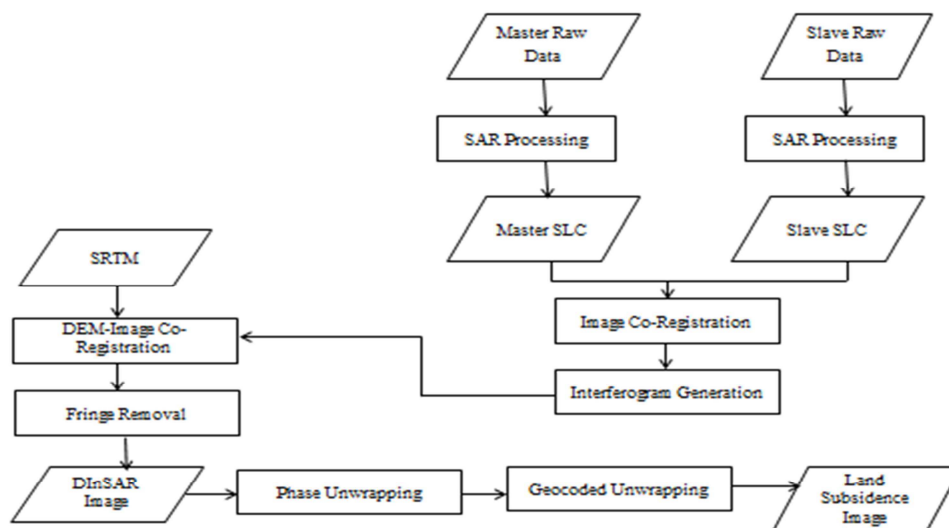 Master Raw
Data
Slave Raw
Data
SAR Processing
SAR Processing
Master SLC
Slave SLC
SRTM
Image Co-Registration
DEM-Image Co-
Registration
Interferogram Generation
Fringe Removal
DInSAR
Image
Phase Unwrapping
Geocoded Unwrapping
Land
Subsidence
Image